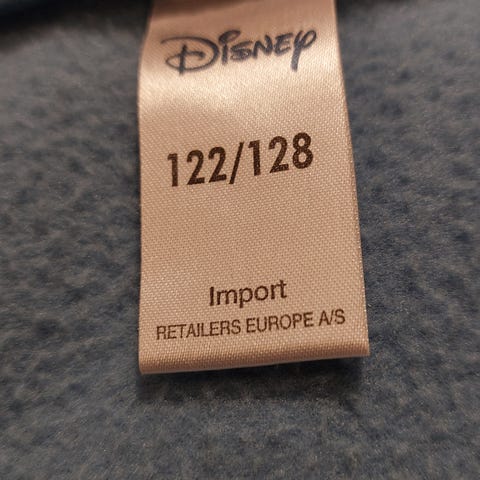 Disney
122/128
Import
RETAILERS EUROPE A/S